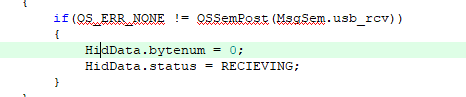 {
if(OS_ERR_NONE != OSSemPost(MsgSem.usb_rcv))
{
HidData.bytenum = 0;
HidData.status = RECIEVING;
}
}